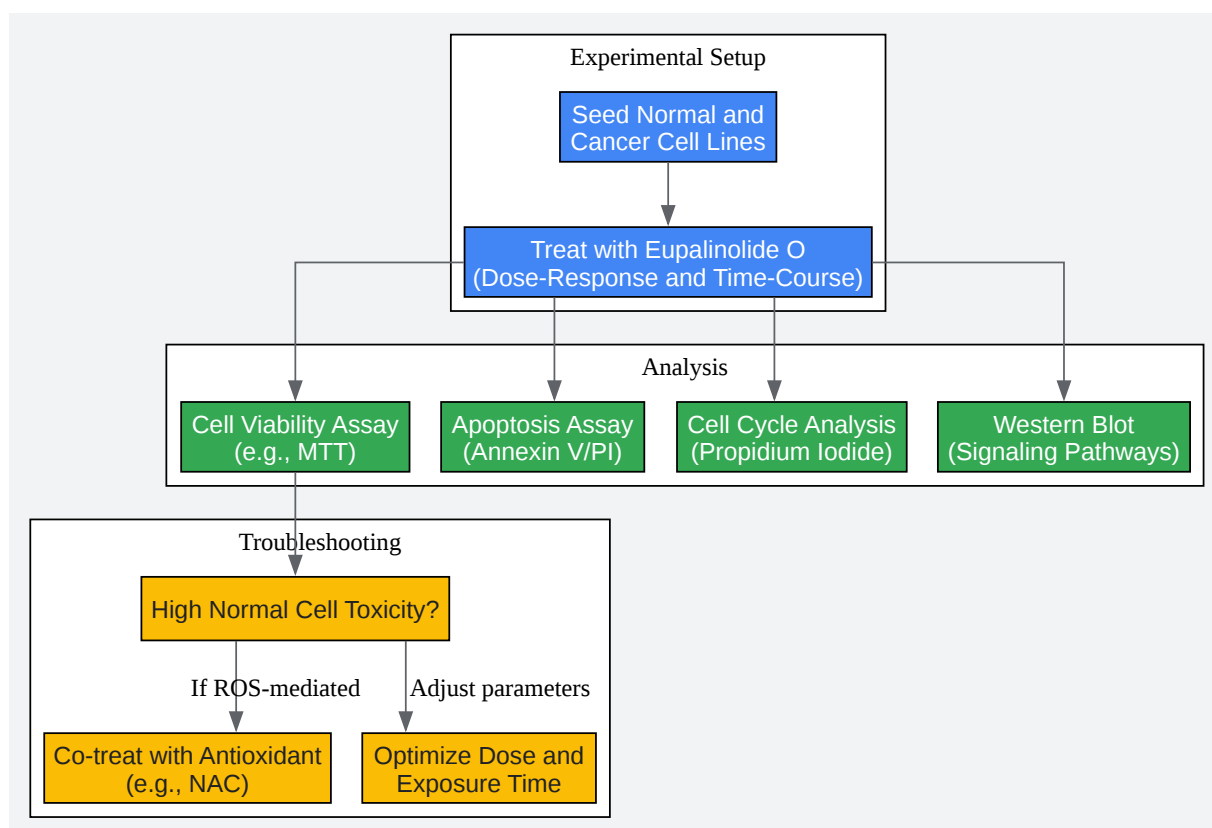 Experimental Setup
Seed Normal and
Cancer Cell Lines
Treat with Eupalinolide O
(Dose-Response and Time-Course)
Analysis
Cell Viability Assay
(e.g., MTT)
Apoptosis Assay
(Annexin V/PI)
Cell Cycle Analysis
(Propidium Iodide)
Western Blot
(Signaling Pathways)
Troubleshooting
High Normal Cell Toxicity?
If ROS-mediated
Adjust parameters
Co-treat with Antioxidant
(e.g., NAC)
Optimize Dose and
Exposure Time